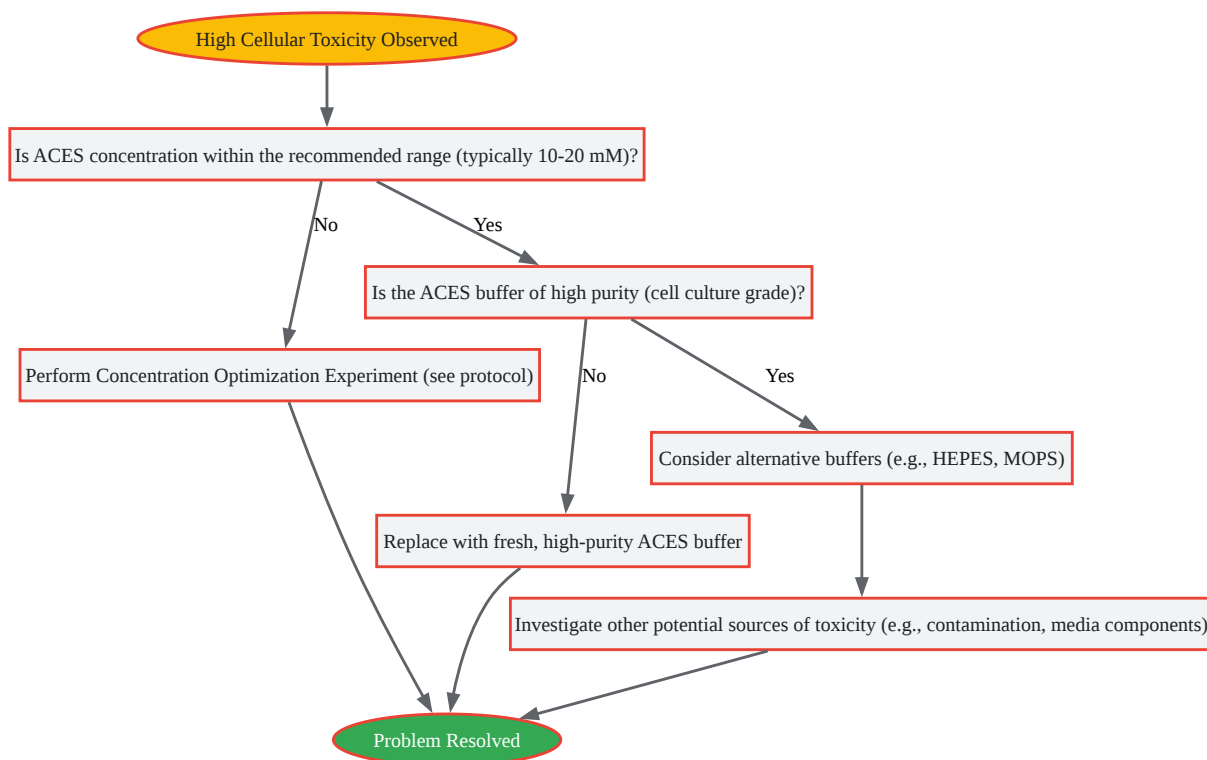 High Cellular Toxicity Observed
Is ACES concentration within the recommended range (typically 10-20 mM)?
No
Yes
Is the ACES buffer of high purity (cell culture grade)?
Perform Concentration Optimization Experiment (see protocol)
No
Yes
Consider alternative buffers (e.g., HEPES, MOPS)
Replace with fresh, high-purity ACES buffer
Investigate other potential sources of toxicity (e.g., contamination, media components)
Problem Resolved